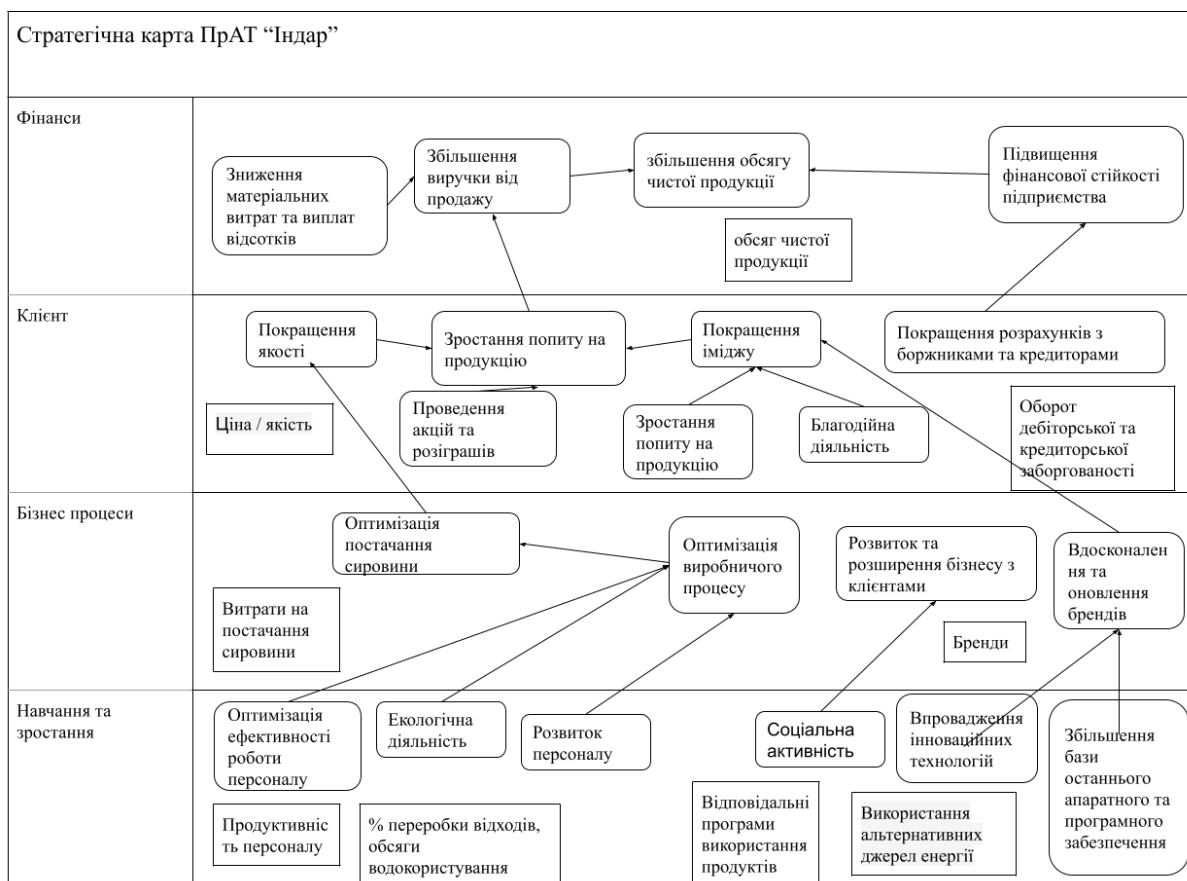 Стратегічна карта ПрАТ “Індар”
Фінанси
Зниження
матеріальних
витрат та виплат
відсотків
Збільшення
виручки від
продажу
збільшення обсягу
чистої продукції
Підвищення
фінансової стійкості
підприємства
обсяг чистої
продукції
Клієнт
Покращення
якості
Зростання попиту на
продукцію
Покращення
іміджу
Покращення розрахунків з
боржниками та кредиторами
Ціна / якість
Проведення
акцій та
розіграшів
Зростання
попиту на
продукцію
Благодійна
діяльність
Оборот
дебіторської та
кредиторської
заборгованості
Бізнес процеси
Оптимізація
постачання
сировини
Оптимізація
виробничого
процесу
Розвиток та
розширення бізнесу з
клієнтами
Вдосконален
ня та
оновлення
брендів
Витрати на
постачання
сировини
Бренди
Навчання та
зростання
Оптимізація
ефективності
роботи
персоналу
Екологічна
діяльність
Розвиток
персоналу
Соціальна
активність
Впровадження
інноваційних
технологій
Збільшення
бази
останнього
апаратного та
програмного
забезпечення
Продуктивніс
ть персоналу
% переробки відходів,
обсяги
водокористування
Відповідальні
програми
використання
продуктів
Використання
альтернативних
джерел енергії